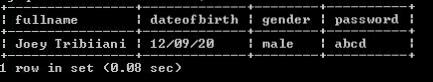 | fullname | dateofbirth | gender | password |
| Joey Tribiiani | 12/09/20 | male | abcd |
1 row in set (0.08 sec)